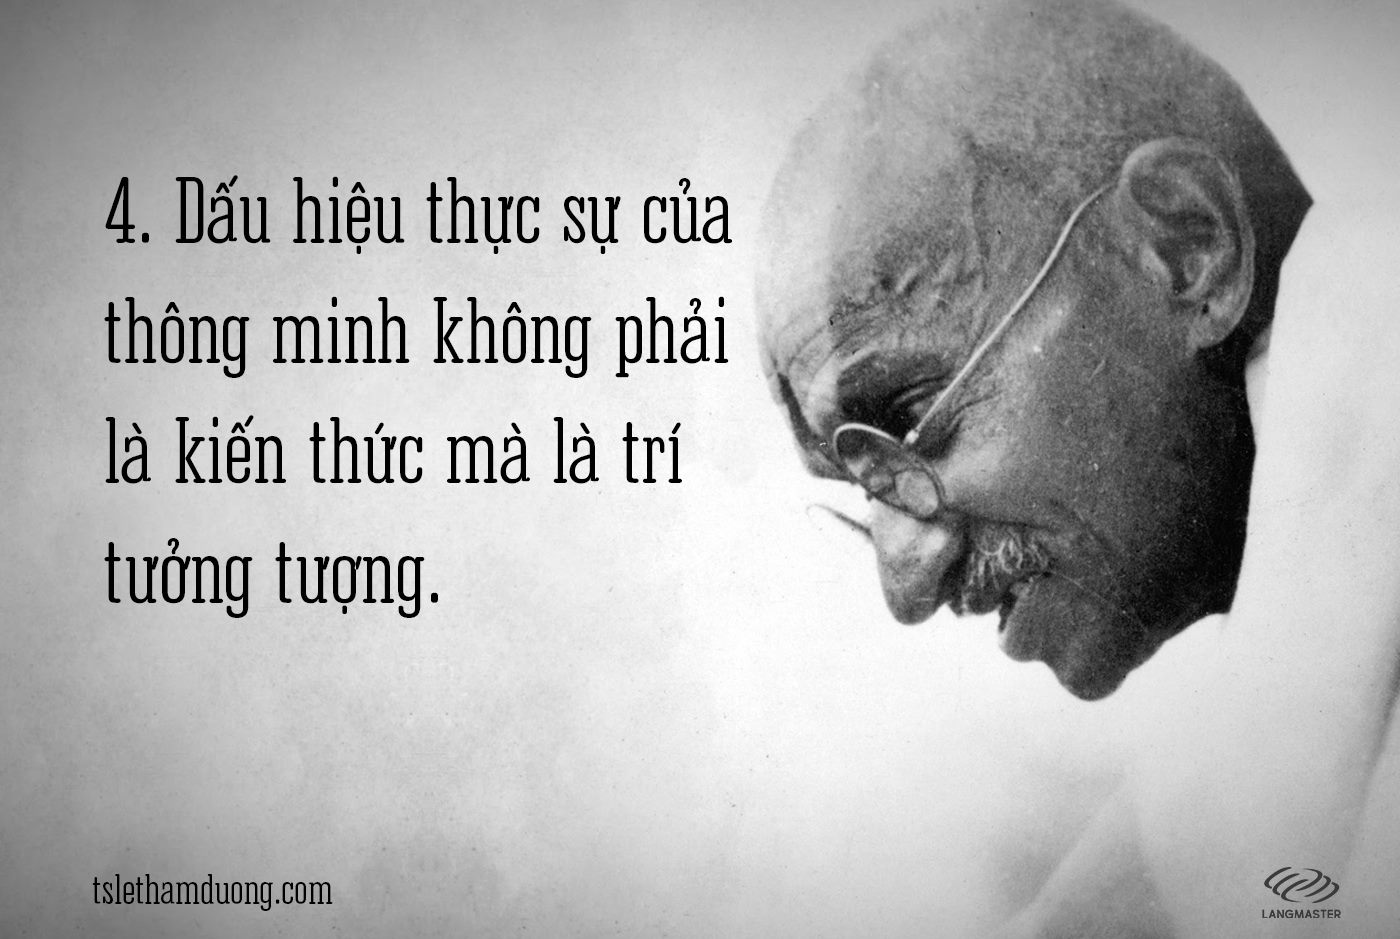 4. Dấu hiệu thực sự của
thông minh không phải
là kiến thức mà là trí
tưởng tượng.
tslethamduong.com
LANGMASTER